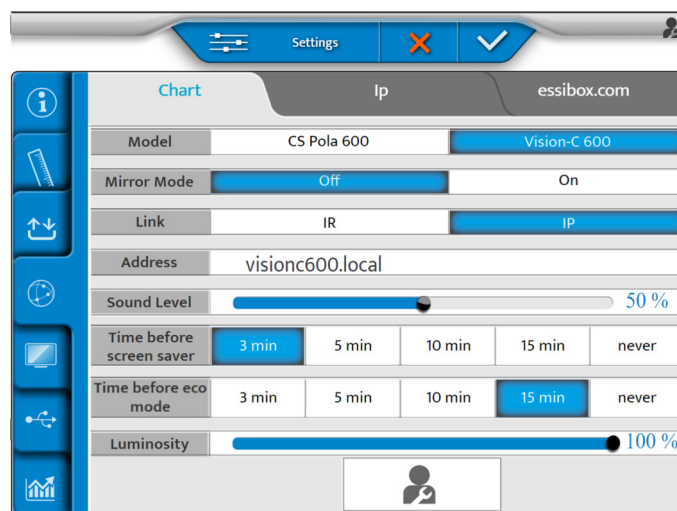 Settings
Chart Ip essibox.com
Model CS Pola 600 Vision-C 600
Mirror Mode Off On
Link IR IP
Address visionc600.local
Sound Level 50 %
Time before screen saver 3 min 5 min 10 min 15 min never
Time before eco mode 3 min 5 min 10 min 15 min never
Luminosity 100 %